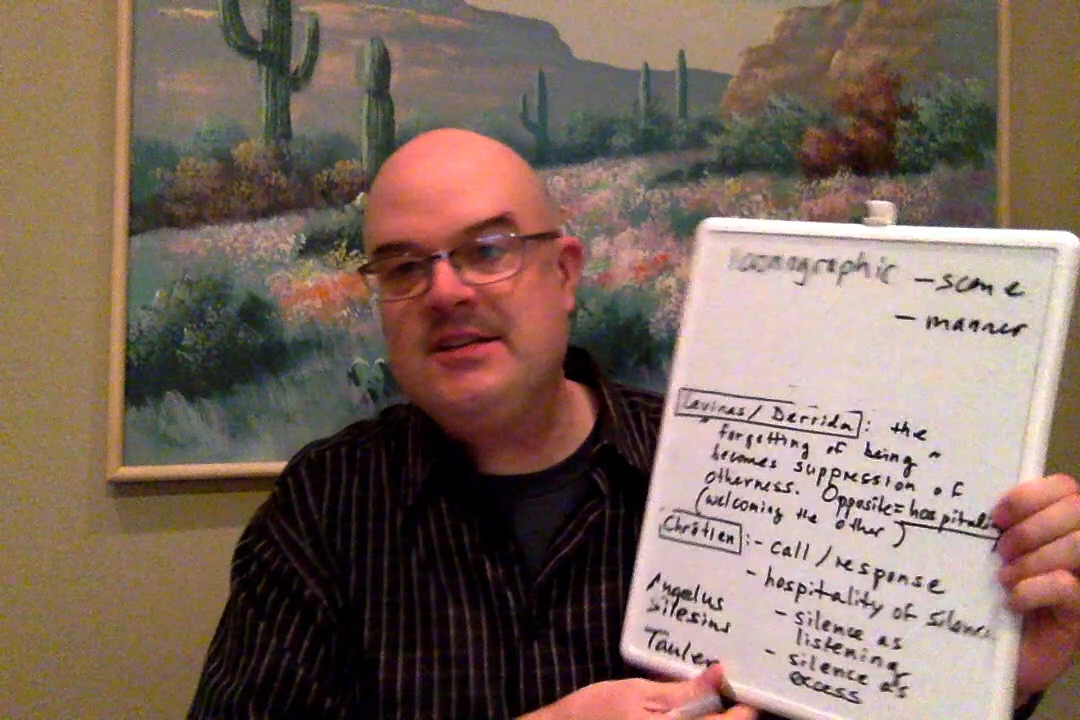 Iconographic - same
- manner
Levinas / Derrida : the
"forgetting of being"
becomes suppression of
otherness. Opposite = hospitality
(welcoming the other)
Chrétien : - call / response
- hospitality of silence
Angelus
Silesius
- silence as
listening
Tauler
- silence as
excess